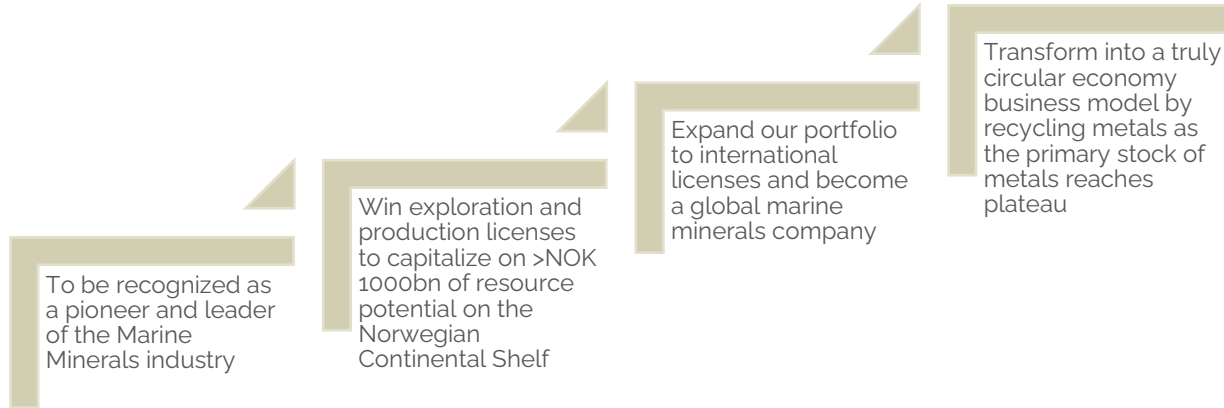 To be recognized as
a pioneer and leader
of the Marine
Minerals industry
Win exploration and
production licenses
to capitalize on >NOK
1000bn of resource
potential on the
Norwegian
Continental Shelf
Expand our portfolio
to international
licenses and become
a global marine
minerals company
Transform into a truly
circular economy
business model by
recycling metals as
the primary stock of
metals reaches
plateau